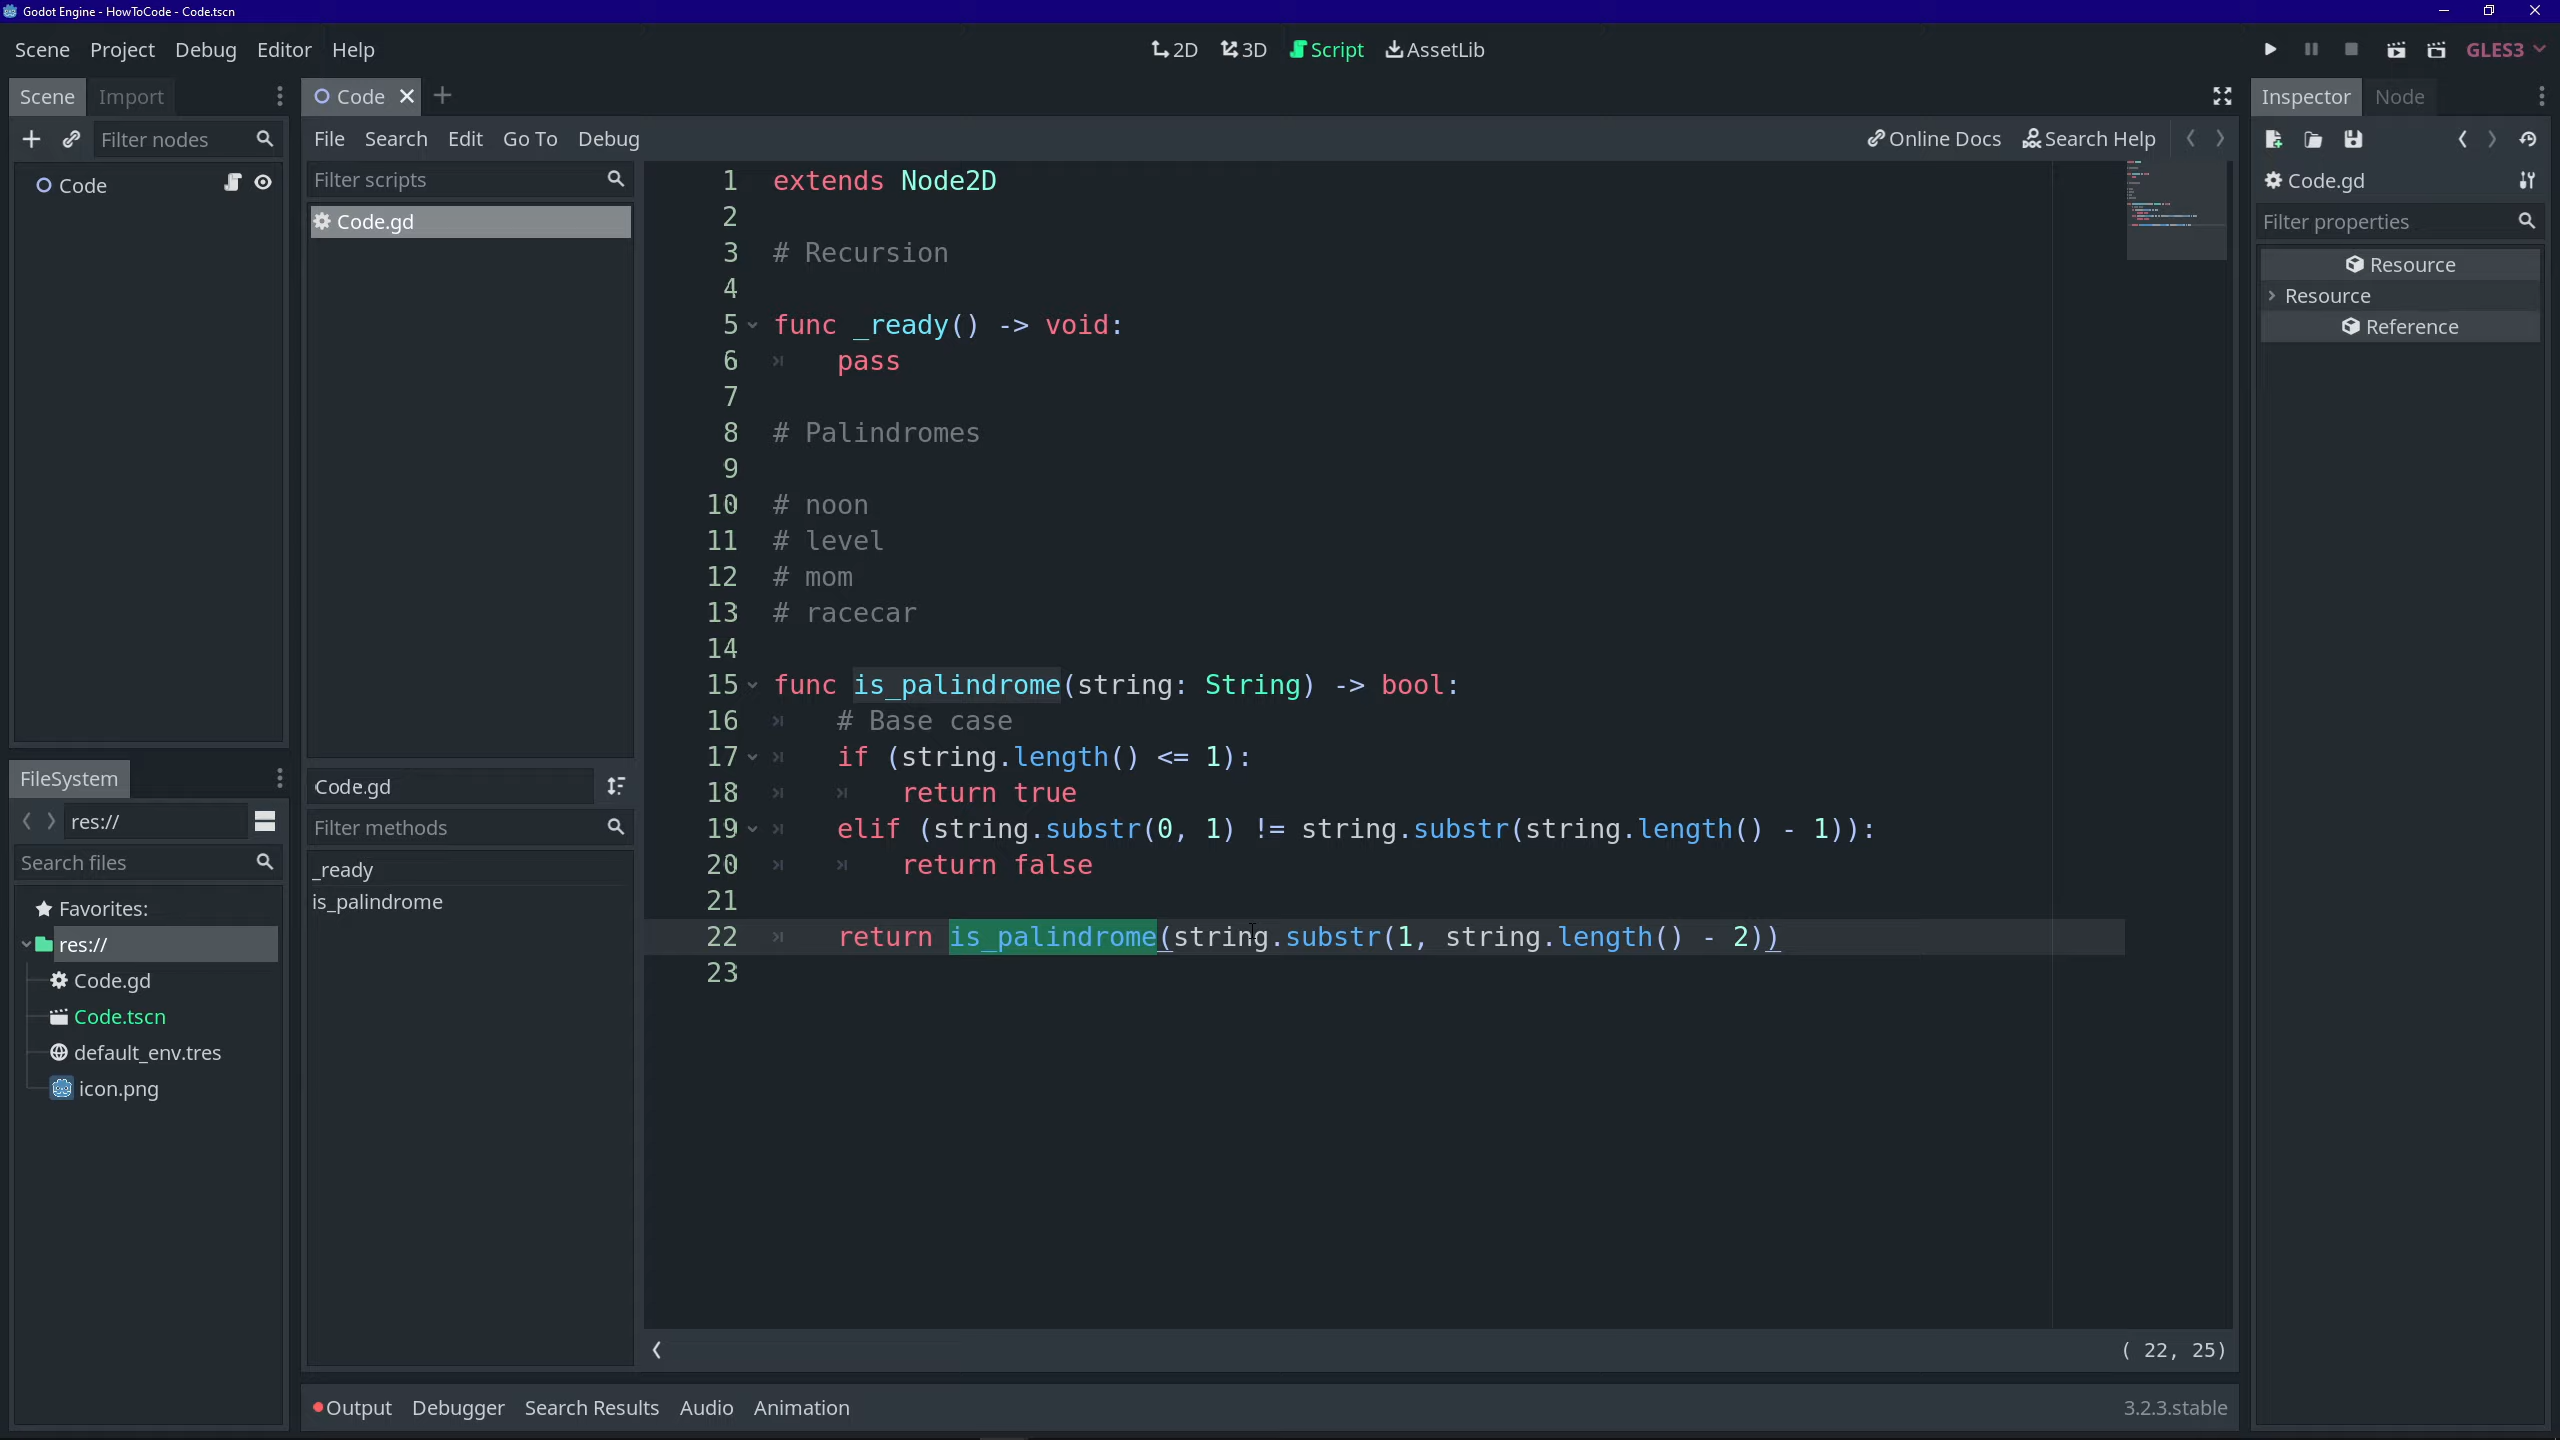 Godot Engine - HowToCode - Code.tscn
Scene Project Debug Editor Help
2D 3D Script AssetLib
GLES3
Scene Import
Filter nodes
Code
Code
File Search Edit Go To Debug
Online Docs Search Help
Filter scripts
Code.gd
1 extends Node2D
2
3 # Recursion
4
5 func _ready() -> void:
6 pass
7
8 # Palindromes
9
10 # noon
11 # level
12 # mom
13 # racecar
14
15 func is_palindrome(string: String) -> bool:
16 # Base case
17 if (string.length() <= 1):
18 return true
19 elif (string.substr(0, 1) != string.substr(string.length() - 1)):
20 return false
21
22 return is_palindrome(string.substr(1, string.length() - 2))
23
( 22, 25)
Code.gd
Filter methods
_ready
is_palindrome
FileSystem
res://
Search files
Favorites:
res://
Code.gd
Code.tscn
default_env.tres
icon.png
Inspector Node
Code.gd
Filter properties
Resource
Resource
Reference
Output Debugger Search Results Audio Animation
3.2.3.stable